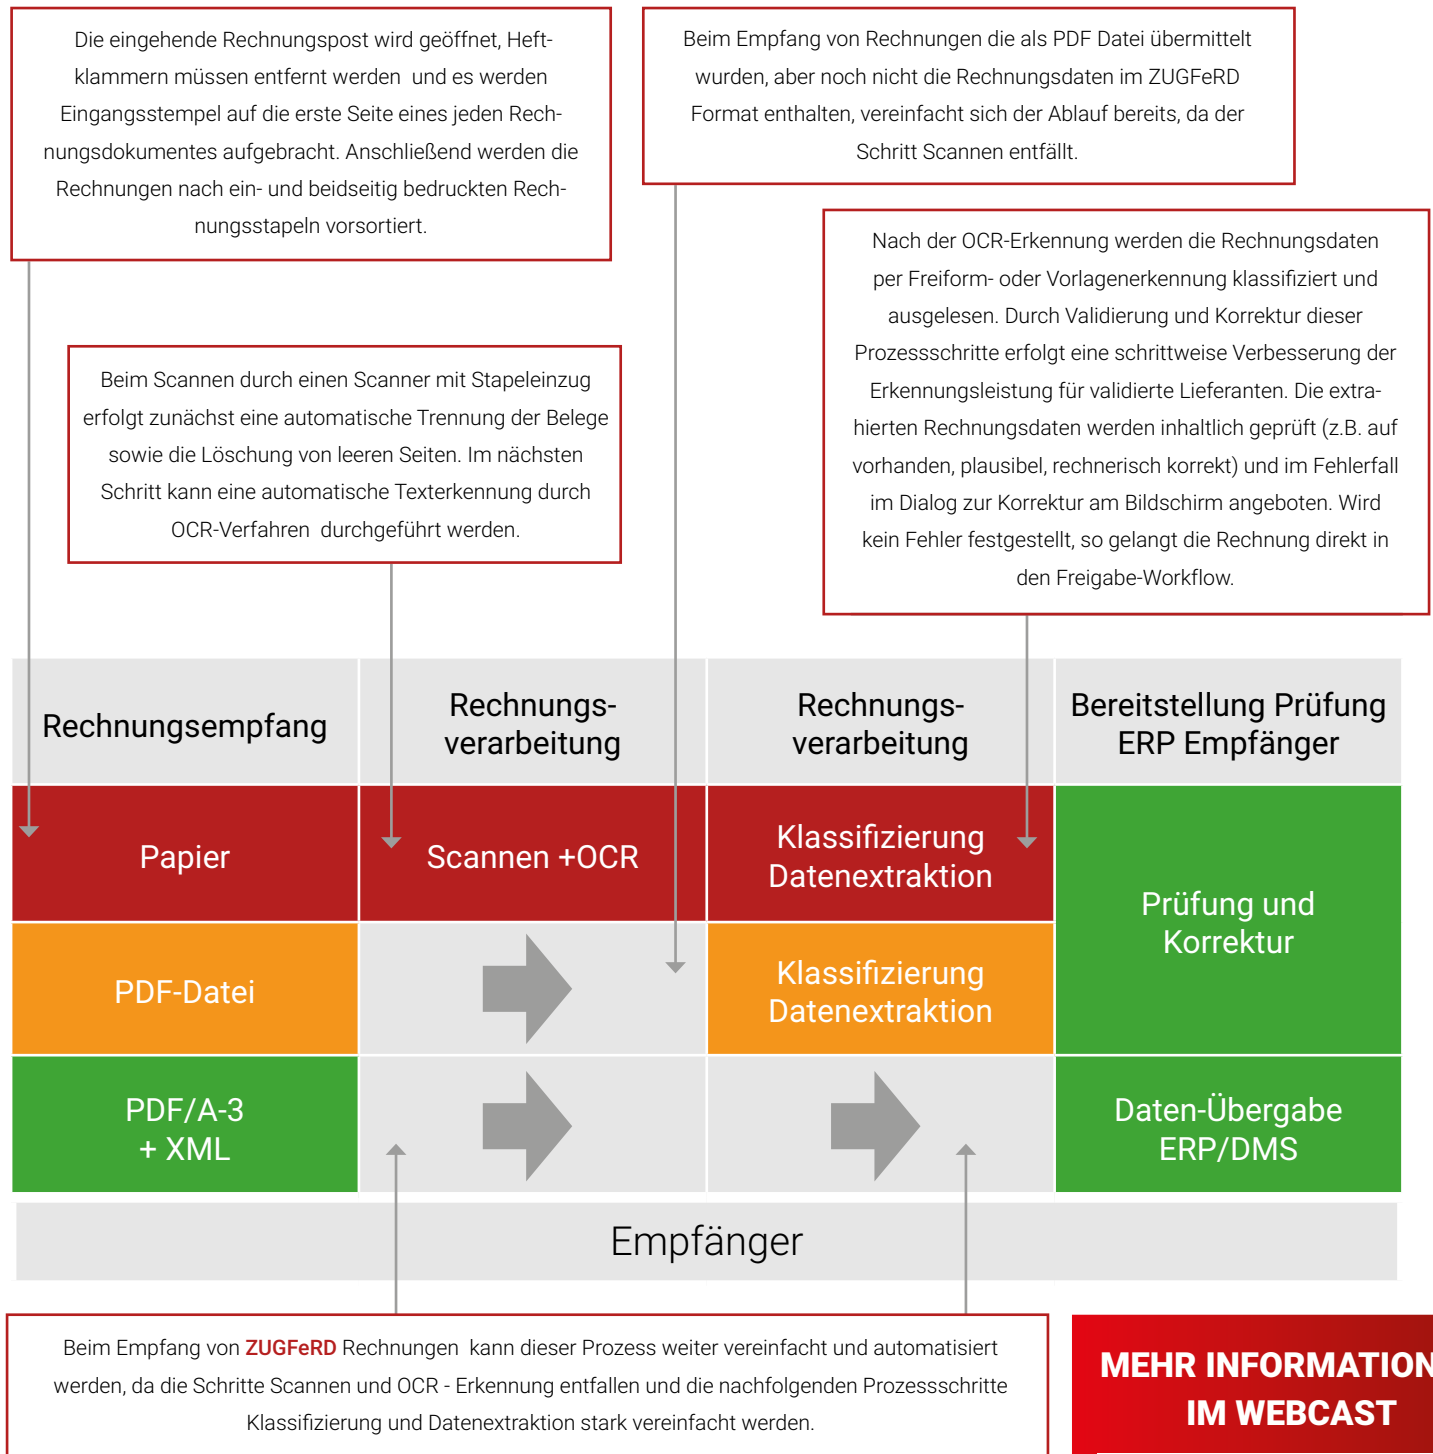 Die eingehende Rechnungspost wird geöffnet, Heft-
klammern müssen entfernt werden und es werden
Eingangsstempel auf die erste Seite eines jeden Rech-
nungsdokumentes aufgebracht. Anschließend werden die
Rechnungen nach ein- und beidseitig bedruckten Rech-
nungsstapeln vorsortiert.
Beim Empfang von Rechnungen die als PDF Datei übermittelt
wurden, aber noch nicht die Rechnungsdaten im ZUGFeRD
Format enthalten, vereinfacht sich der Ablauf bereits, da der
Schritt Scannen entfällt.
Nach der OCR-Erkennung werden die Rechnungsdaten
per Freiform- oder Vorlagenerkennung klassifiziert und
ausgelesen. Durch Validierung und Korrektur dieser
Prozessschritte erfolgt eine schrittweise Verbesserung der
Erkennungsleistung für validierte Lieferanten. Die extra-
hierten Rechnungsdaten werden inhaltlich geprüft (z.B. auf
vorhanden, plausibel, rechnerisch korrekt) und im Fehlerfall
im Dialog zur Korrektur am Bildschirm angeboten. Wird
kein Fehler festgestellt, so gelangt die Rechnung direkt in
den Freigabe-Workflow.
Beim Scannen durch einen Scanner mit Stapeleinzug
erfolgt zunächst eine automatische Trennung der Belege
sowie die Löschung von leeren Seiten. Im nächsten
Schritt kann eine automatische Texterkennung durch
OCR-Verfahren durchgeführt werden.
Rechnungsempfang
Rechnungs-
verarbeitung
Rechnungs-
verarbeitung
Bereitstellung Prüfung
ERP Empfänger
Papier
Scannen +OCR
Klassifizierung
Datenextraktion
Prüfung und
Korrektur
PDF-Datei
Klassifizierung
Datenextraktion
PDF/A-3
+ XML
Daten-Übergabe
ERP/DMS
Empfänger
Beim Empfang von ZUGFeRD Rechnungen kann dieser Prozess weiter vereinfacht und automatisiert
werden, da die Schritte Scannen und OCR - Erkennung entfallen und die nachfolgenden Prozessschritte
Klassifizierung und Datenextraktion stark vereinfacht werden.
MEHR INFORMATION
IM WEBCAST